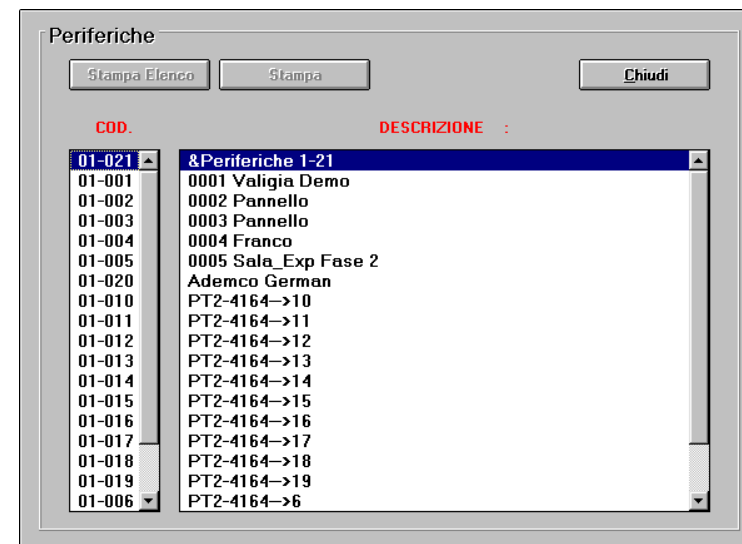 Periferiche
Stampa Elenco Stampa Chiudi
COD. DESCRIZIONE :
01-021 &Periferiche 1-21
01-001 0001 Valigia Demo
01-002 0002 Pannello
01-003 0003 Pannello
01-004 0004 Franco
01-005 0005 Sala_Exp Fase 2
01-020 Ademco German
01-010 PT2-4164-->10
01-011 PT2-4164-->11
01-012 PT2-4164-->12
01-013 PT2-4164-->13
01-014 PT2-4164-->14
01-015 PT2-4164-->15
01-016 PT2-4164-->16
01-017 PT2-4164-->17
01-018 PT2-4164-->18
01-019 PT2-4164-->19
01-006 PT2-4164-->6